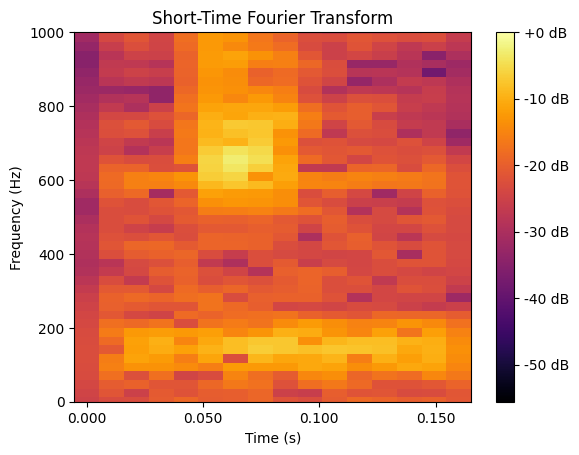 Short-Time Fourier Transform
1000
800
600
400
200
0
Frequency (Hz)
0.000
0.050
0.100
0.150
Time (s)
+0 dB
-10 dB
-20 dB
-30 dB
-40 dB
-50 dB